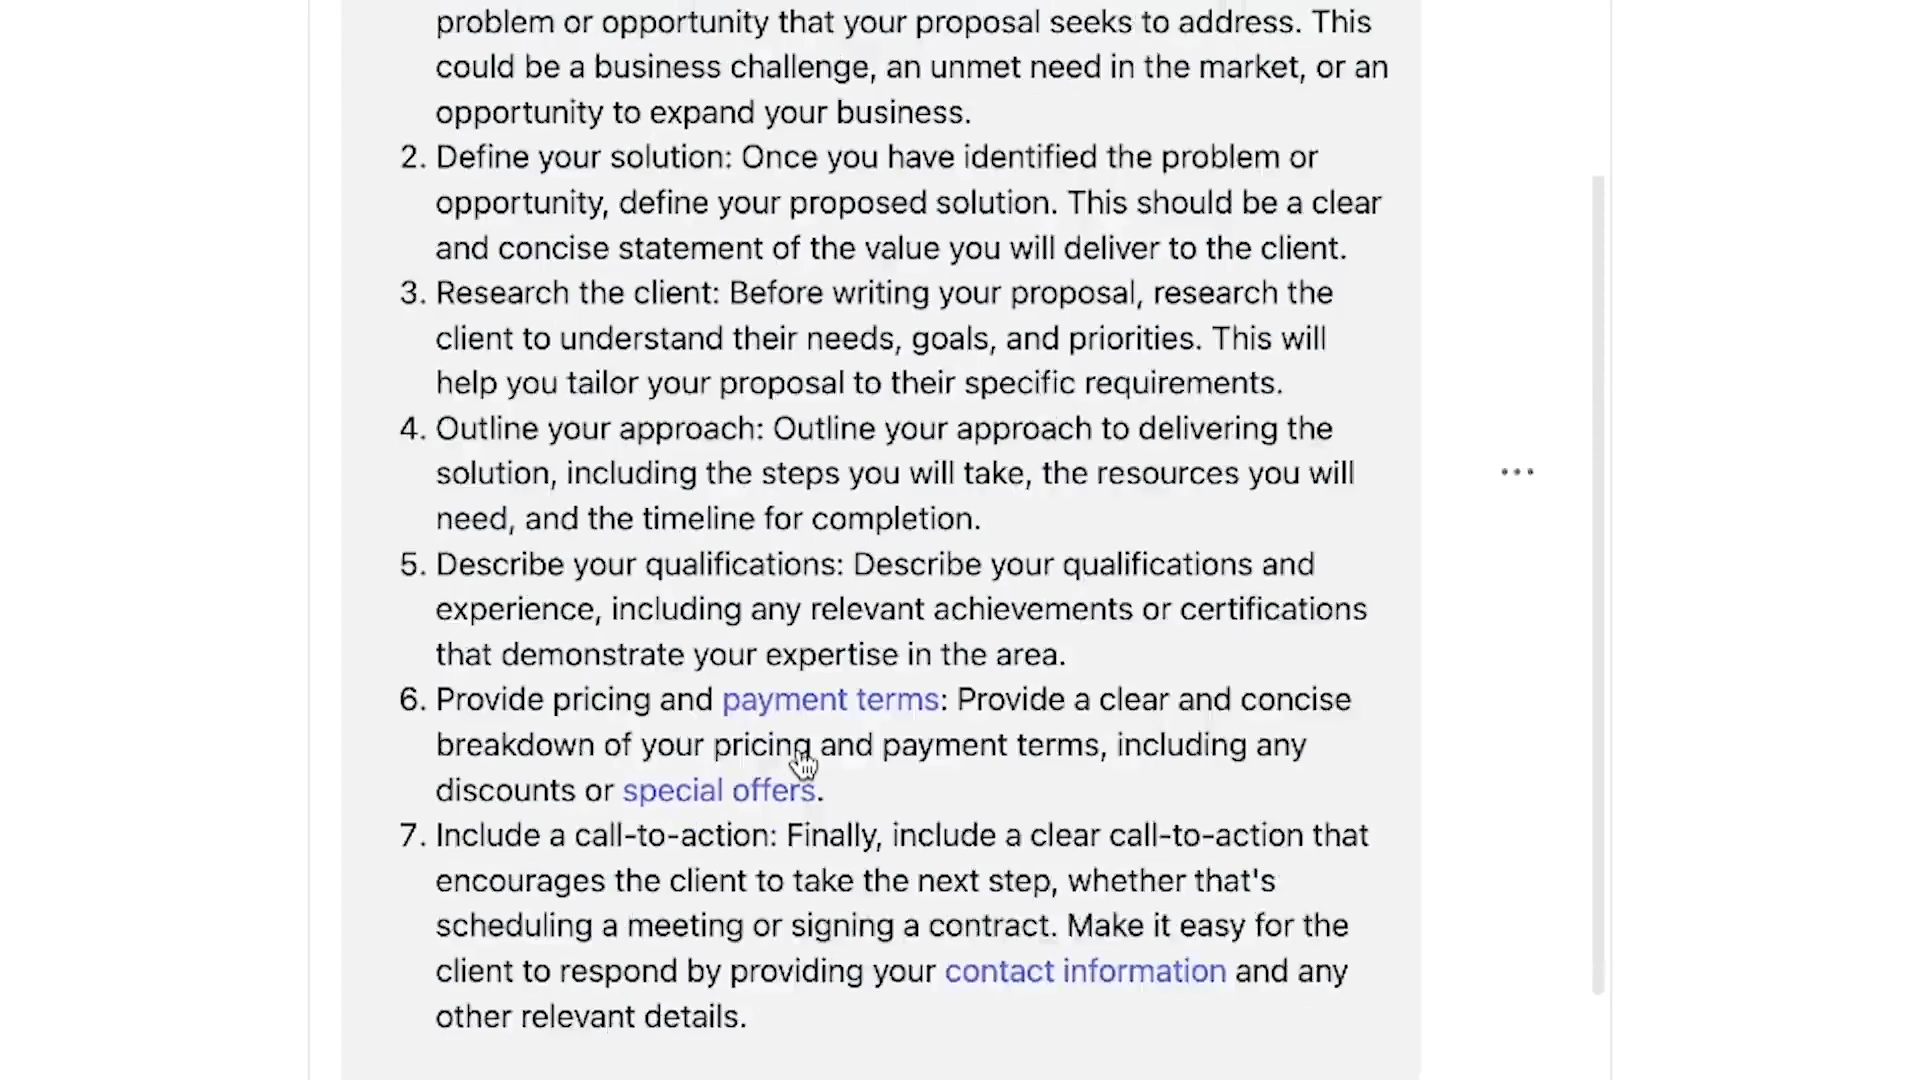 problem or opportunity that your proposal seeks to address. This
could be a business challenge, an unmet need in the market, or an
opportunity to expand your business.
2. Define your solution: Once you have identified the problem or
opportunity, define your proposed solution. This should be a clear
and concise statement of the value you will deliver to the client.
3. Research the client: Before writing your proposal, research the
client to understand their needs, goals, and priorities. This will
help you tailor your proposal to their specific requirements.
4. Outline your approach: Outline your approach to delivering the
solution, including the steps you will take, the resources you will
need, and the timeline for completion.
5. Describe your qualifications: Describe your qualifications and
experience, including any relevant achievements or certifications
that demonstrate your expertise in the area.
6. Provide pricing and payment terms: Provide a clear and concise
breakdown of your pricing and payment terms, including any
discounts or special offers.
7. Include a call-to-action: Finally, include a clear call-to-action that
encourages the client to take the next step, whether that's
scheduling a meeting or signing a contract. Make it easy for the
client to respond by providing your contact information and any
other relevant details.